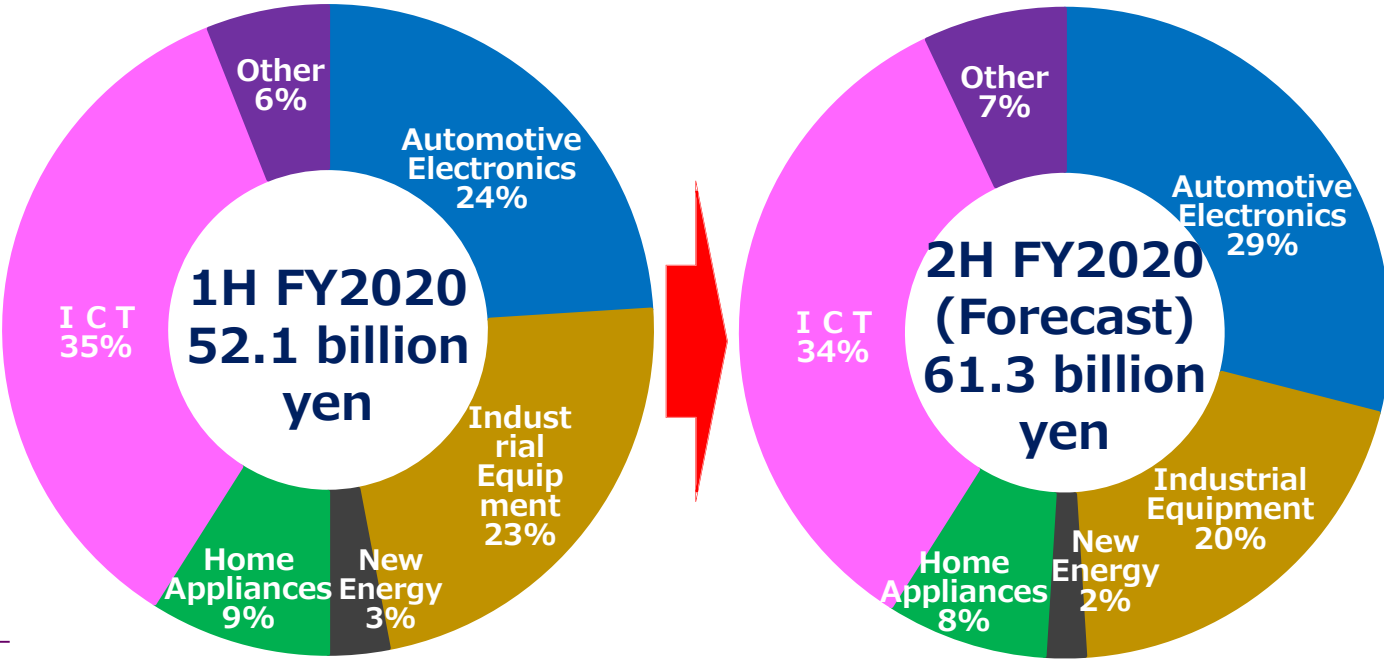 Other
6%
Automotive
Electronics
24%
Indust
rial
Equip
ment
23%
New
Energy
3%
Home
Appliances
9%
ＩＣＴ
35%
1H FY2020
52.1 billion
yen
Other
7%
Automotive
Electronics
29%
Industrial
Equipment
20%
New
Energy
2%
Home
Appliances
8%
ＩＣＴ
34%
2H FY2020
(Forecast)
61.3 billion
yen